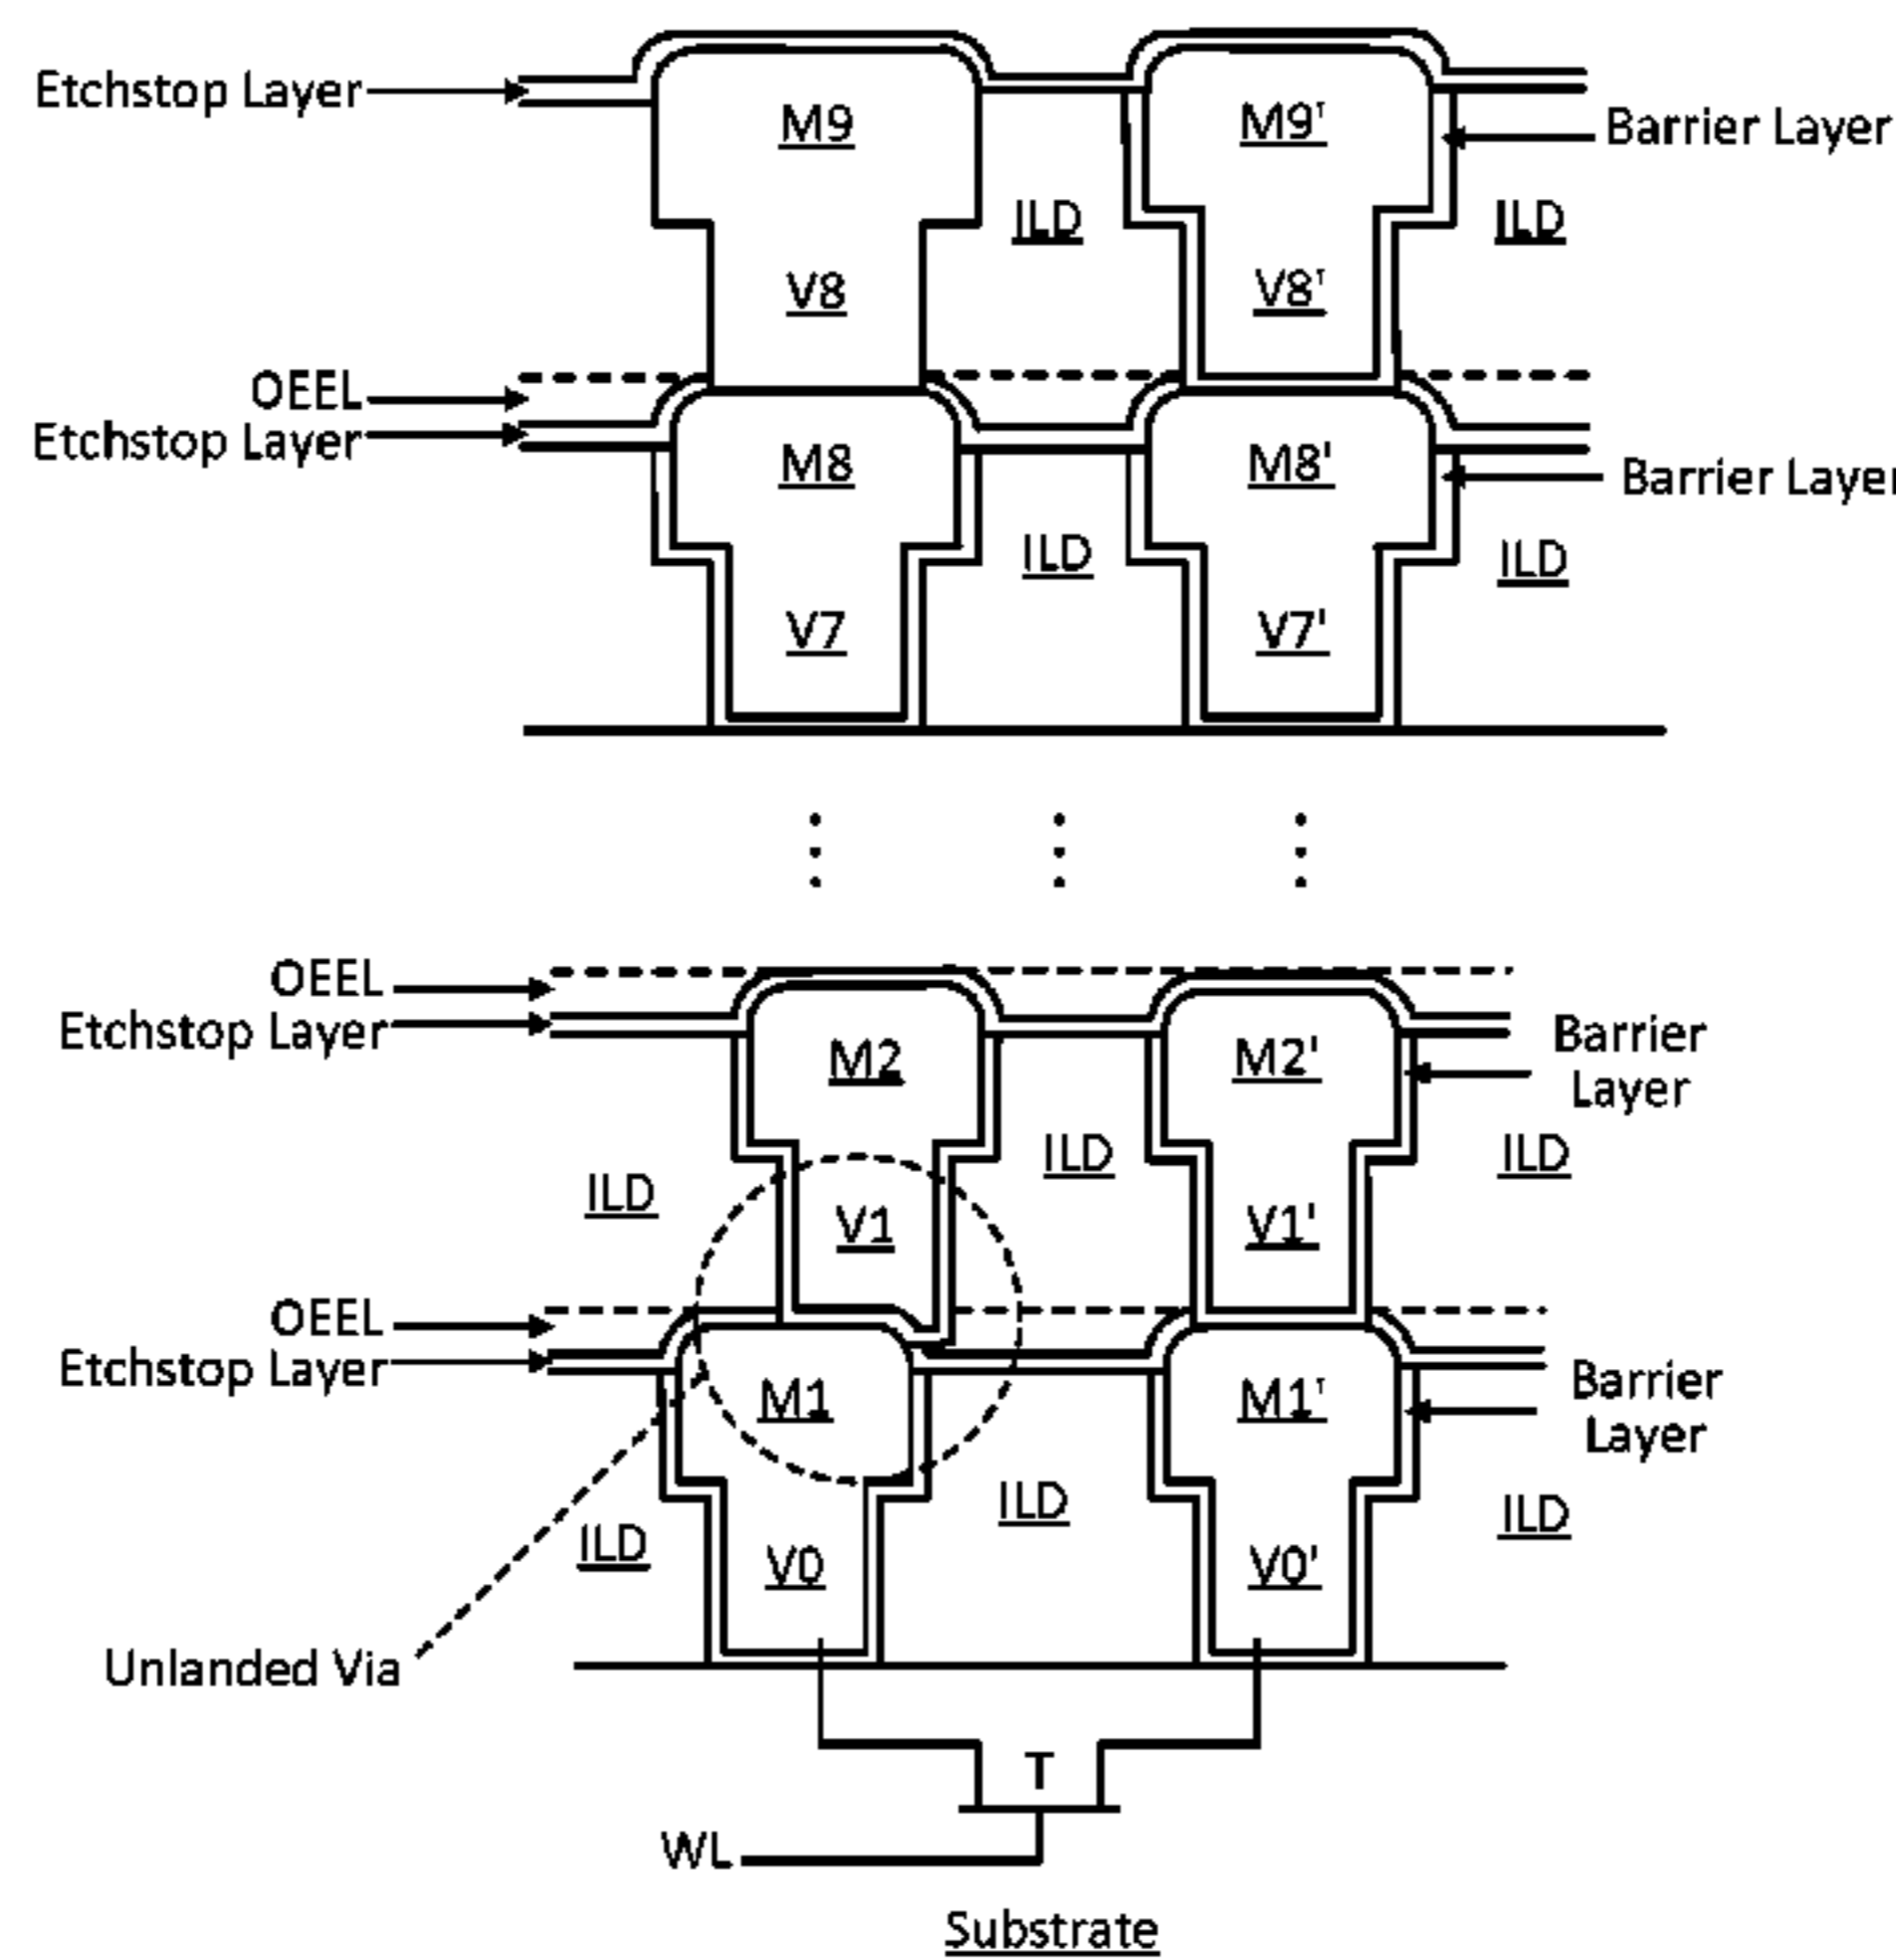 Etchstop Layer
M9
M9'
Barrier Layer
ILD
ILD
V8
V8'
OEEL
Etchstop Layer
M8
M8'
Barrier Layer
ILD
ILD
V7
V7'
OEEL
Etchstop Layer
M2
M2'
Barrier
Layer
ILD
ILD
ILD
V1
V1'
OEEL
Etchstop Layer
M1
M1'
Barrier
Layer
ILD
ILD
ILD
V0
V0'
Unlanded Via
T
WL
Substrate